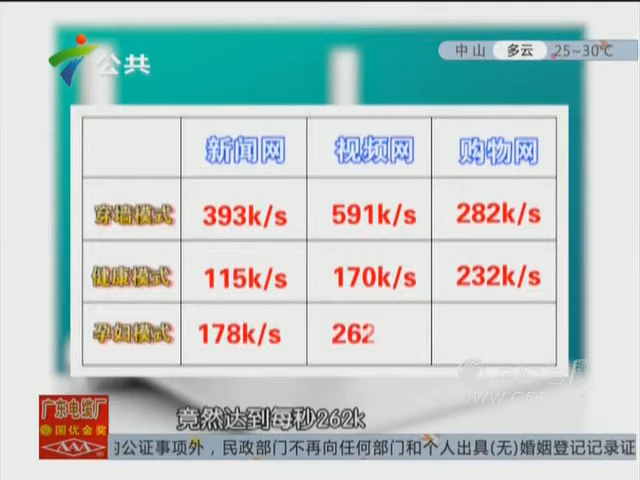 公共
中山 多云 25~30℃
新闻网 视频网 购物网
穿墙模式 393k/s 591k/s 282k/s
健康模式 115k/s 170k/s 232k/s
孕妇模式 178k/s 262
竟然达到每秒262k
广东电缆厂
国优金奖
的公证事项外，民政部门不再向任何部门和个人出具(无)婚姻登记记录证